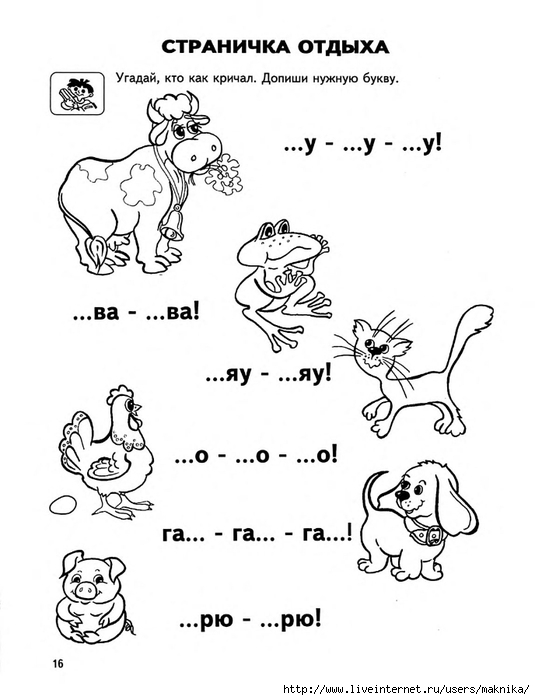 СТРАНИЧКА ОТДЫХА
Угадай, кто как кричал. Допиши нужную букву.
...у - ...у - ...у!
...ва - ...ва!
...яу - ...яу!
...о - ...о - ...о!
га... - га... - га...!
...рю - ...рю!
16
http://www.liveinternet.ru/users/maknika/